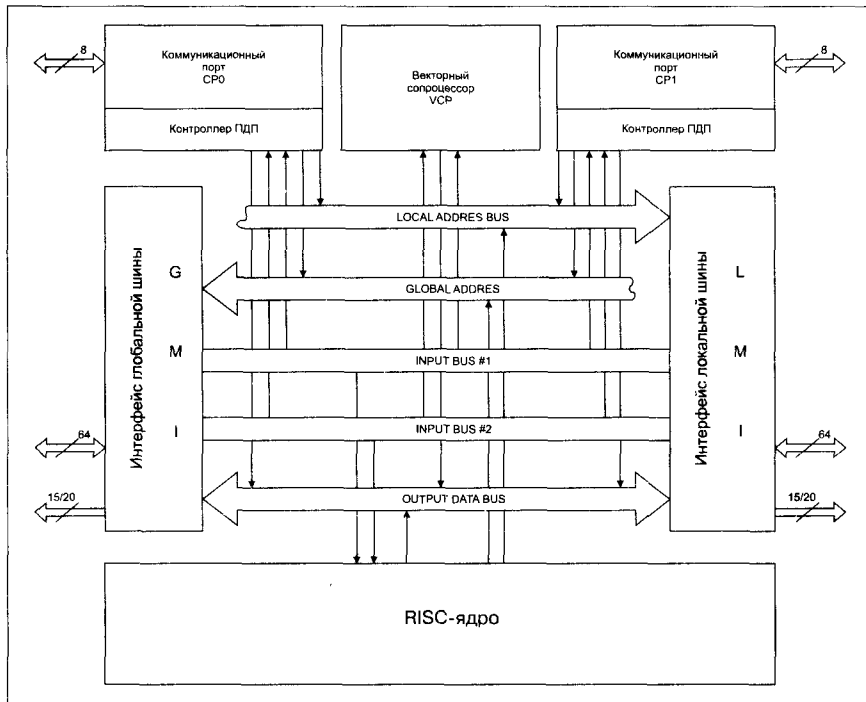 8
Коммуникационный
порт
CP0
Контроллер ПДП
Векторный
сопроцессор
VCP
Коммуникационный
порт
CP1
Контроллер ПДП
8
Интерфейс глобальной шины
G
M
I
LOCAL ADDRES BUS
GLOBAL ADDRES
INPUT BUS #1
INPUT BUS #2
OUTPUT DATA BUS
Интерфейс локальной шины
L
M
I
64
15/20
64
15/20
RISC-ядро